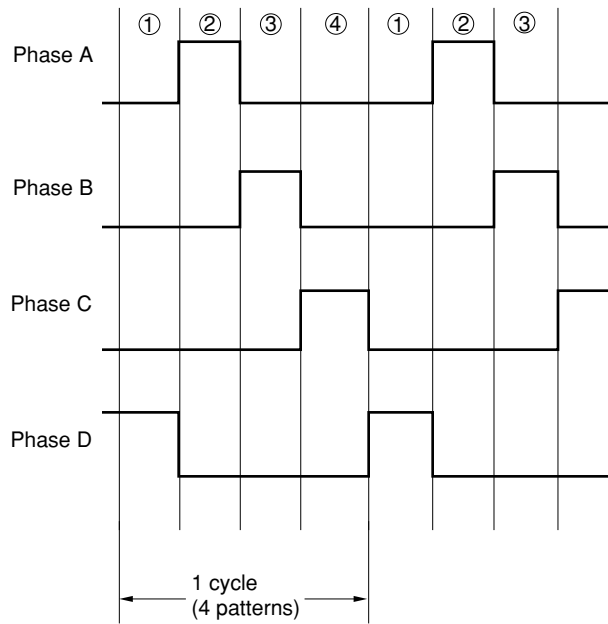 ① ② ③ ④ ① ② ③
Phase A
Phase B
Phase C
Phase D
1 cycle
(4 patterns)